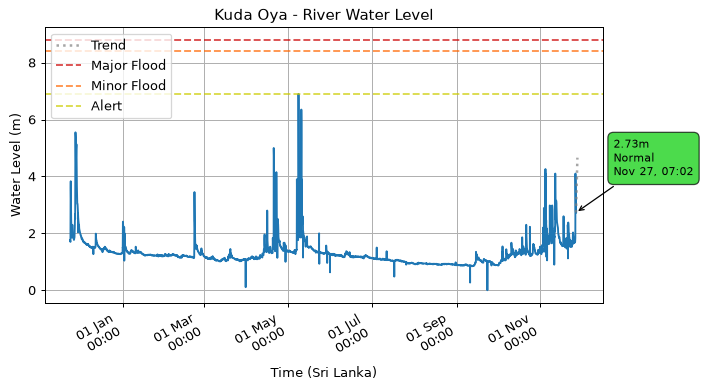 Kuda Oya - River Water Level
Trend
Major Flood
Minor Flood
Alert
8
6
4
2
0
Water Level (m)
2.73m
Normal
Nov 27, 07:02
01 Jan
00:00
01 Mar
00:00
01 May
00:00
01 Jul
00:00
01 Sep
00:00
01 Nov
00:00
Time (Sri Lanka)